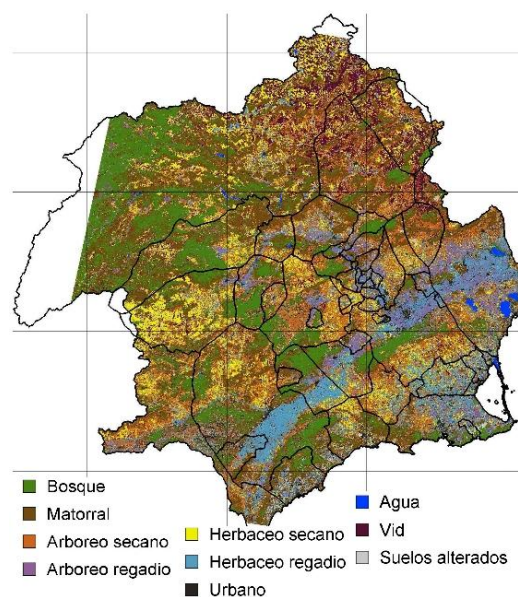 Bosque
Matorral
Arboreo secano
Arboreo regadio
Herbaceo secano
Herbaceo regadio
Urbano
Agua
Vid
Suelos alterados